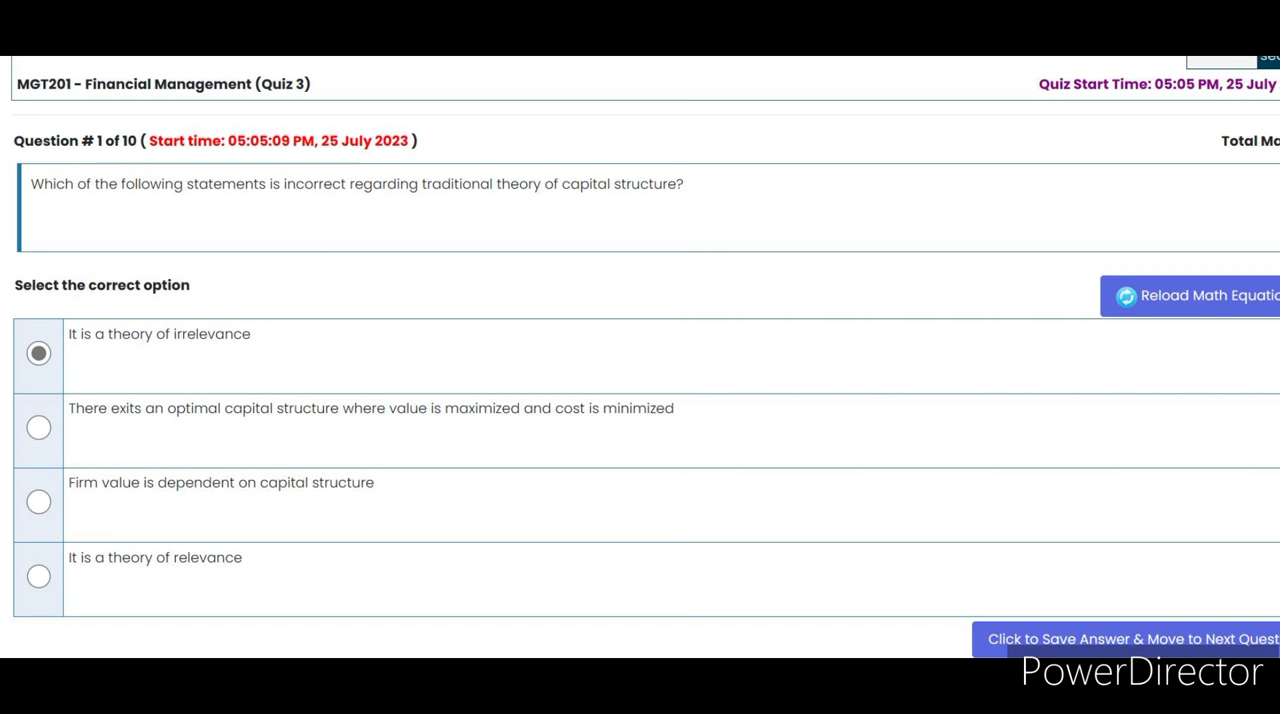 MGT201 - Financial Management (Quiz 3)
Quiz Start Time: 05:05 PM, 25 July
Question # 1 of 10 ( Start time: 05:05:09 PM, 25 July 2023 )
Total
Which of the following statements is incorrect regarding traditional theory of capital structure?
Select the correct option
Reload Math
It is a theory of irrelevance
There exits an optimal capital structure where value is maximized and cost is minimized
Firm value is dependent on capital structure
It is a theory of relevance
Click to Save Answer & Move to Next
PowerDirector